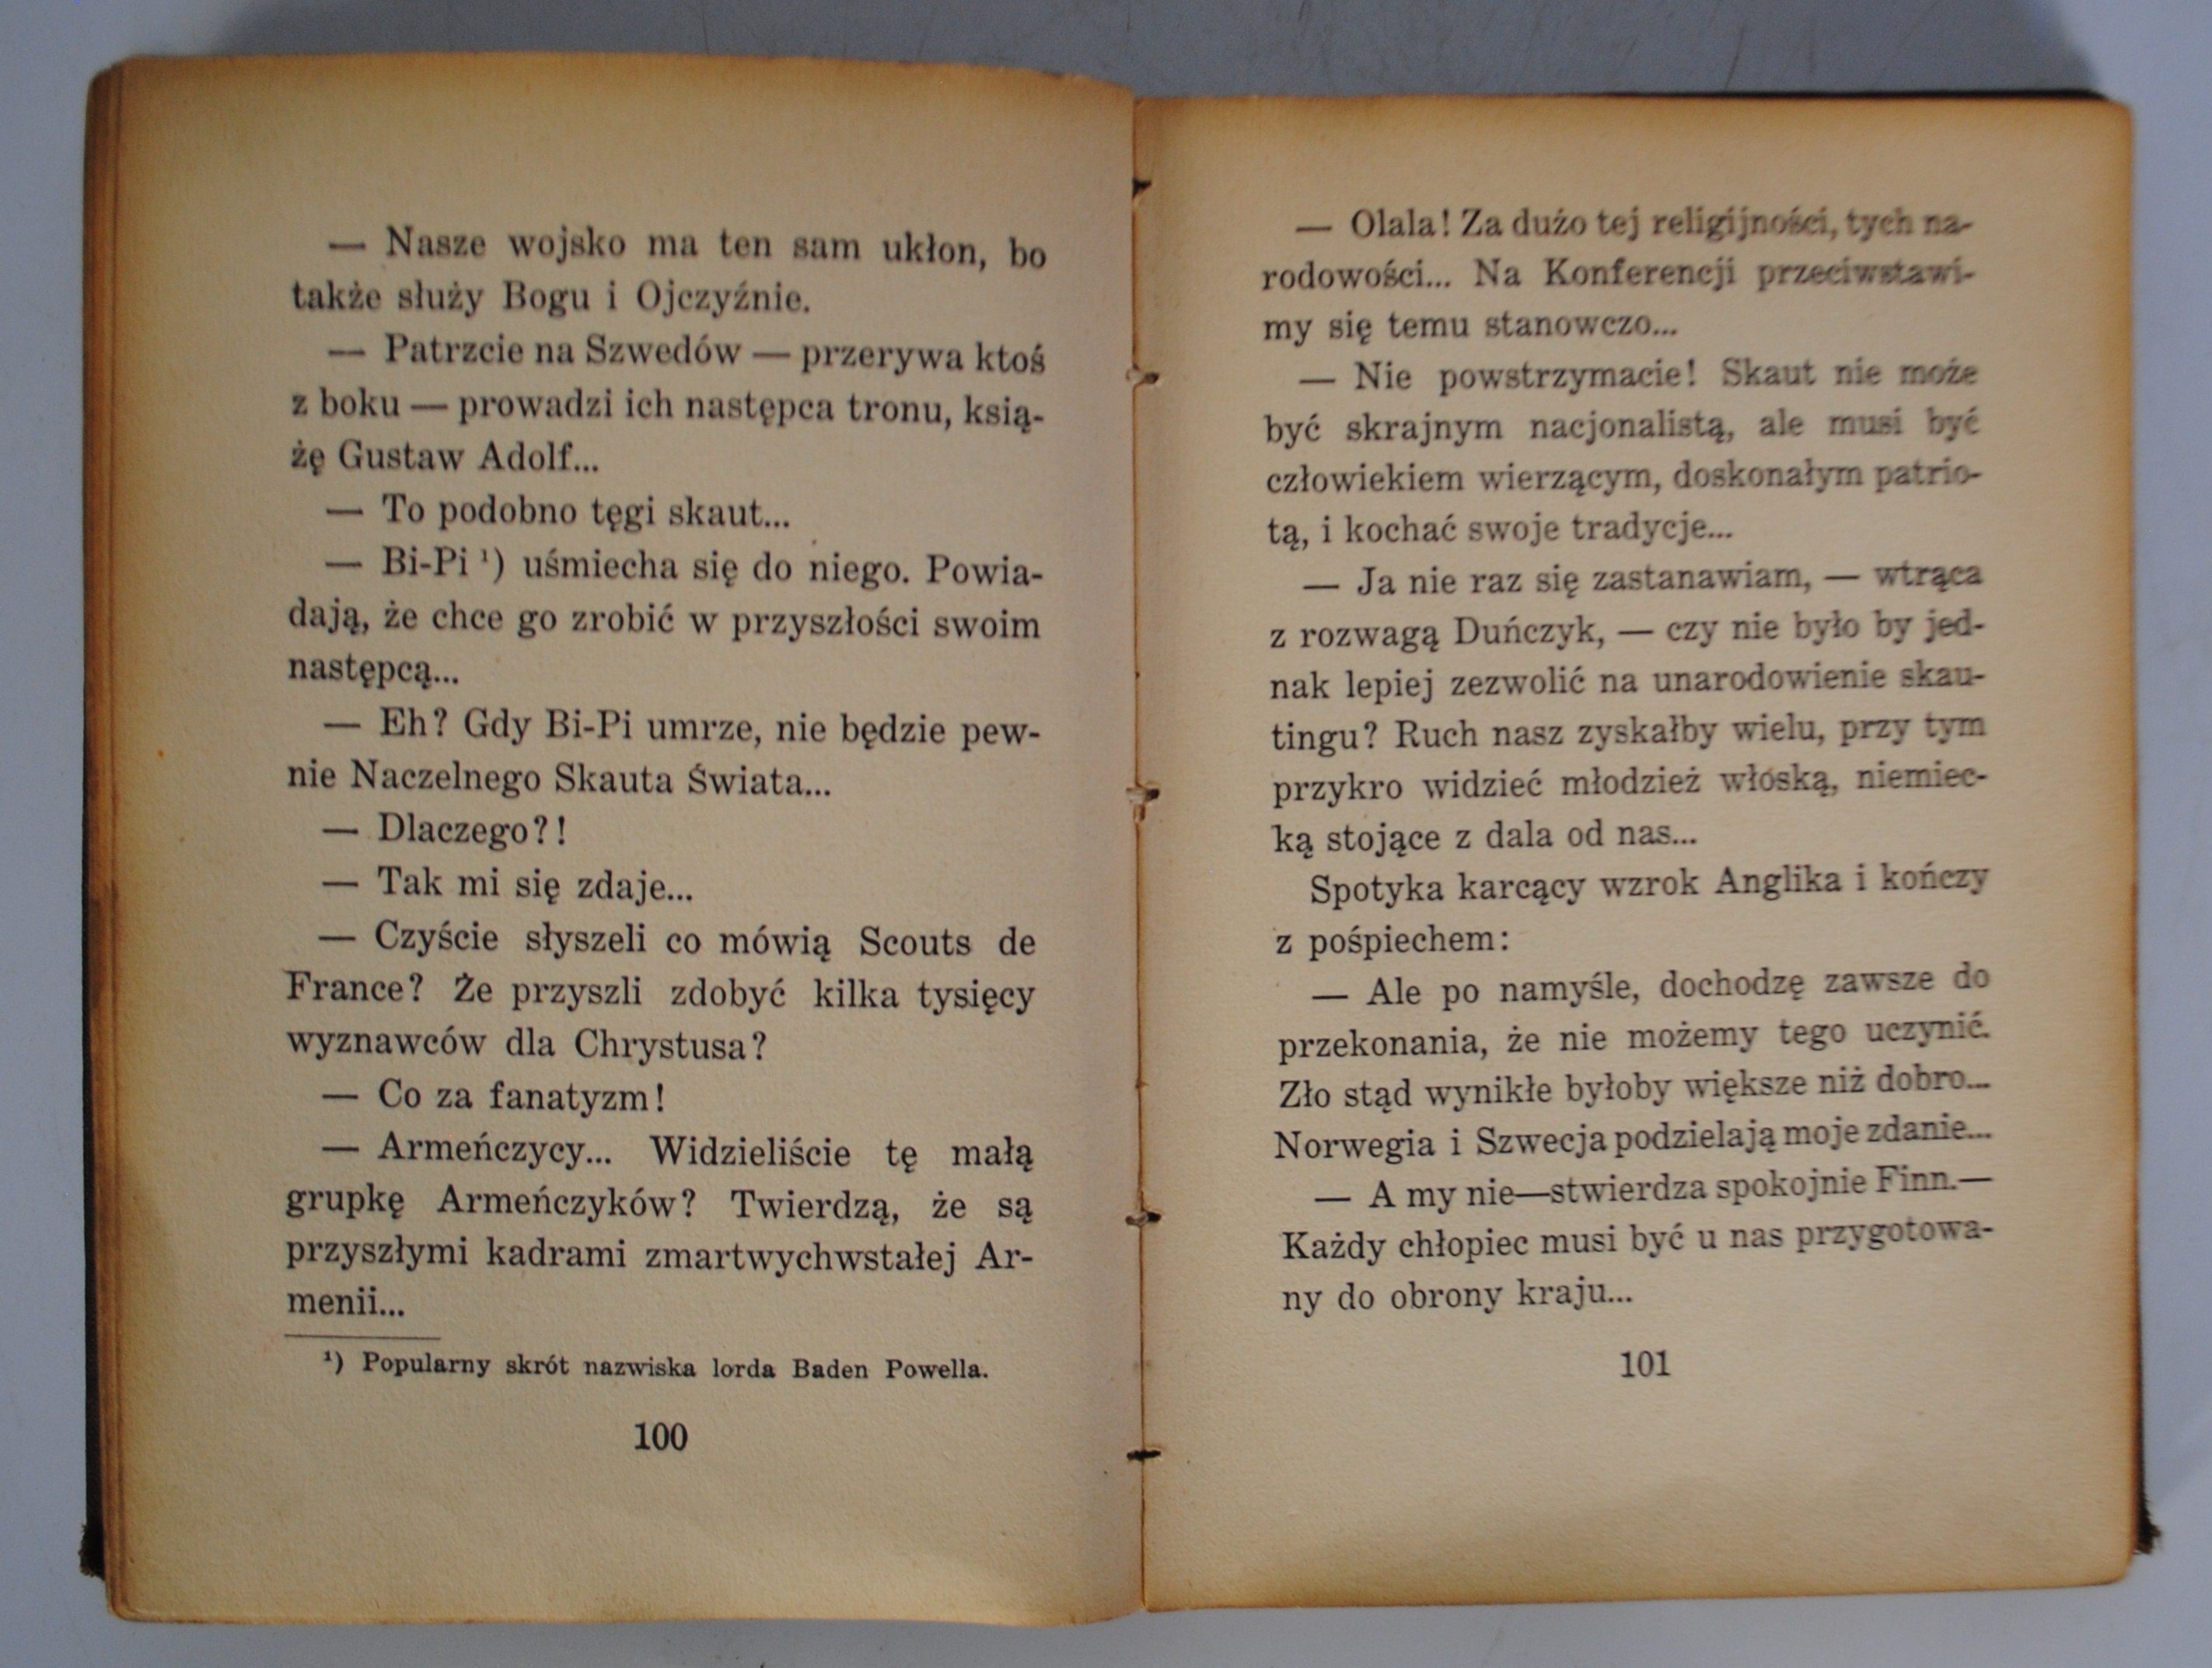 — Nasze wojsko ma ten sam ukłon, bo
także służy Bogu i Ojczyźnie.
— Patrzcie na Szwedów — przerywa ktoś
z boku — prowadzi ich następca tronu, ksią-
żę Gustaw Adolf...
— To podobno tęgi skaut...
— Bi-Pi ¹) uśmiecha się do niego. Powia-
dają, że chce go zrobić w przyszłości swoim
następcą...
— Eh? Gdy Bi-Pi umrze, nie będzie pew-
nie Naczelnego Skauta Świata...
— Dlaczego?!
— Tak mi się zdaje...
— Czyście słyszeli co mówią Scouts de
France? Że przyszli zdobyć kilka tysięcy
wyznawców dla Chrystusa?
— Co za fanatyzm!
— Armeńczycy... Widzieliście tę małą
grupkę Armeńczyków? Twierdzą, że są
przyszłymi kadrami zmartwychwstałej Ar-
menii...
¹) Popularny skrót nazwiska lorda Baden Powella.
100
— Olala! Za dużo tej religijności, tych na-
rodowości... Na Konferencji przeciwstawi-
my się temu stanowczo...
— Nie powstrzymacie! Skaut nie może
być skrajnym nacjonalistą, ale musi być
człowiekiem wierzącym, doskonałym patrio-
tą, i kochać swoje tradycje...
— Ja nie raz się zastanawiam, — wtrąca
z rozwagą Duńczyk, — czy nie było by jed-
nak lepiej zezwolić na unarodowienie skau-
tingu? Ruch nasz zyskałby wielu, przy tym
przykro widzieć młodzież włoską, niemiec-
ką stojące z dala od nas...
Spotyka karcący wzrok Anglika i kończy
z pośpiechem:
— Ale po namyśle, dochodzę zawsze do
przekonania, że nie możemy tego uczynić.
Zło stąd wynikłe byłoby większe niż dobro...
Norwegia i Szwecja podzielają moje zdanie...
— A my nie—stwierdza spokojnie Finn.—
Każdy chłopiec musi być u nas przygotowa-
ny do obrony kraju...
101